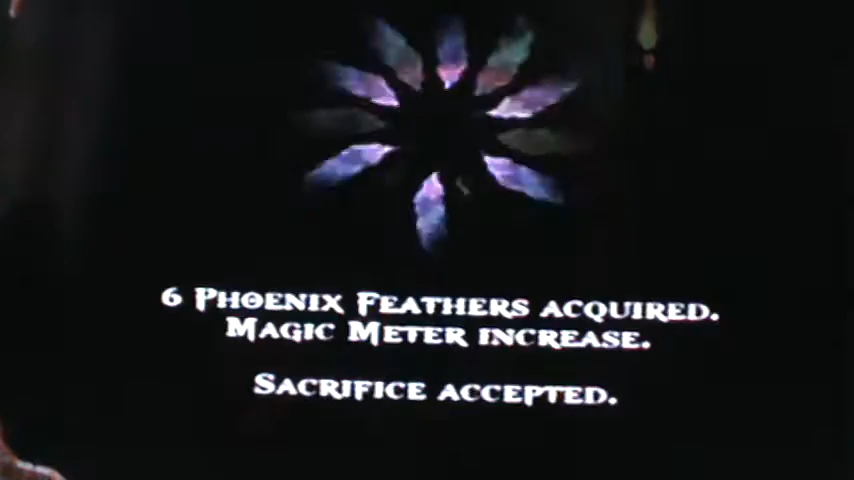 6 Phoenix Feathers acquired.
Magic Meter increase.
Sacrifice accepted.